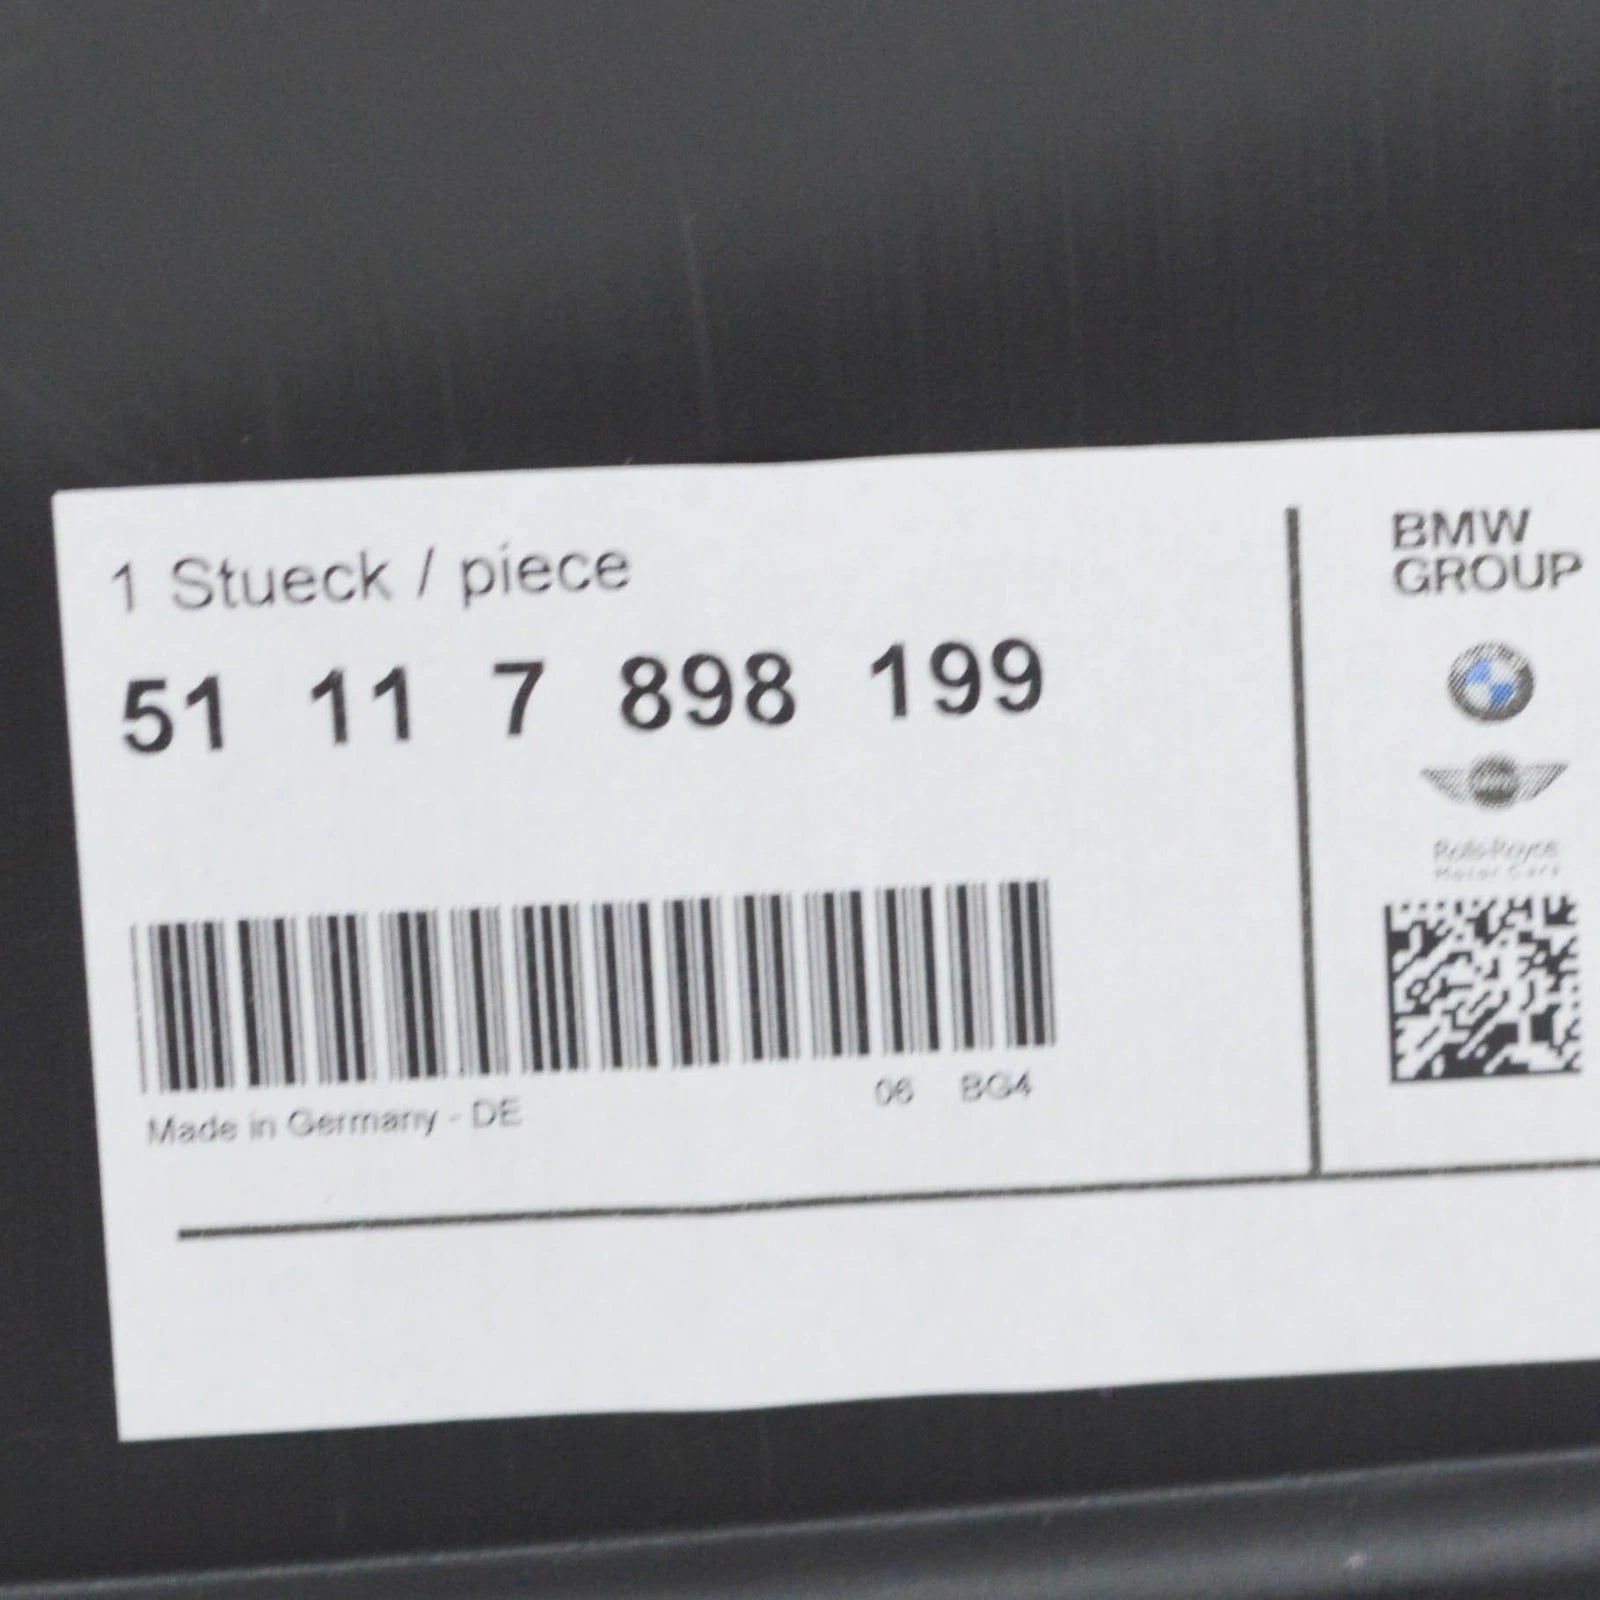 1 Stueck / piece
51 11 7 898 199
Made in Germany - DE
06 BG4
BMW
GROUP
Rolls-Royce
Motor Cars